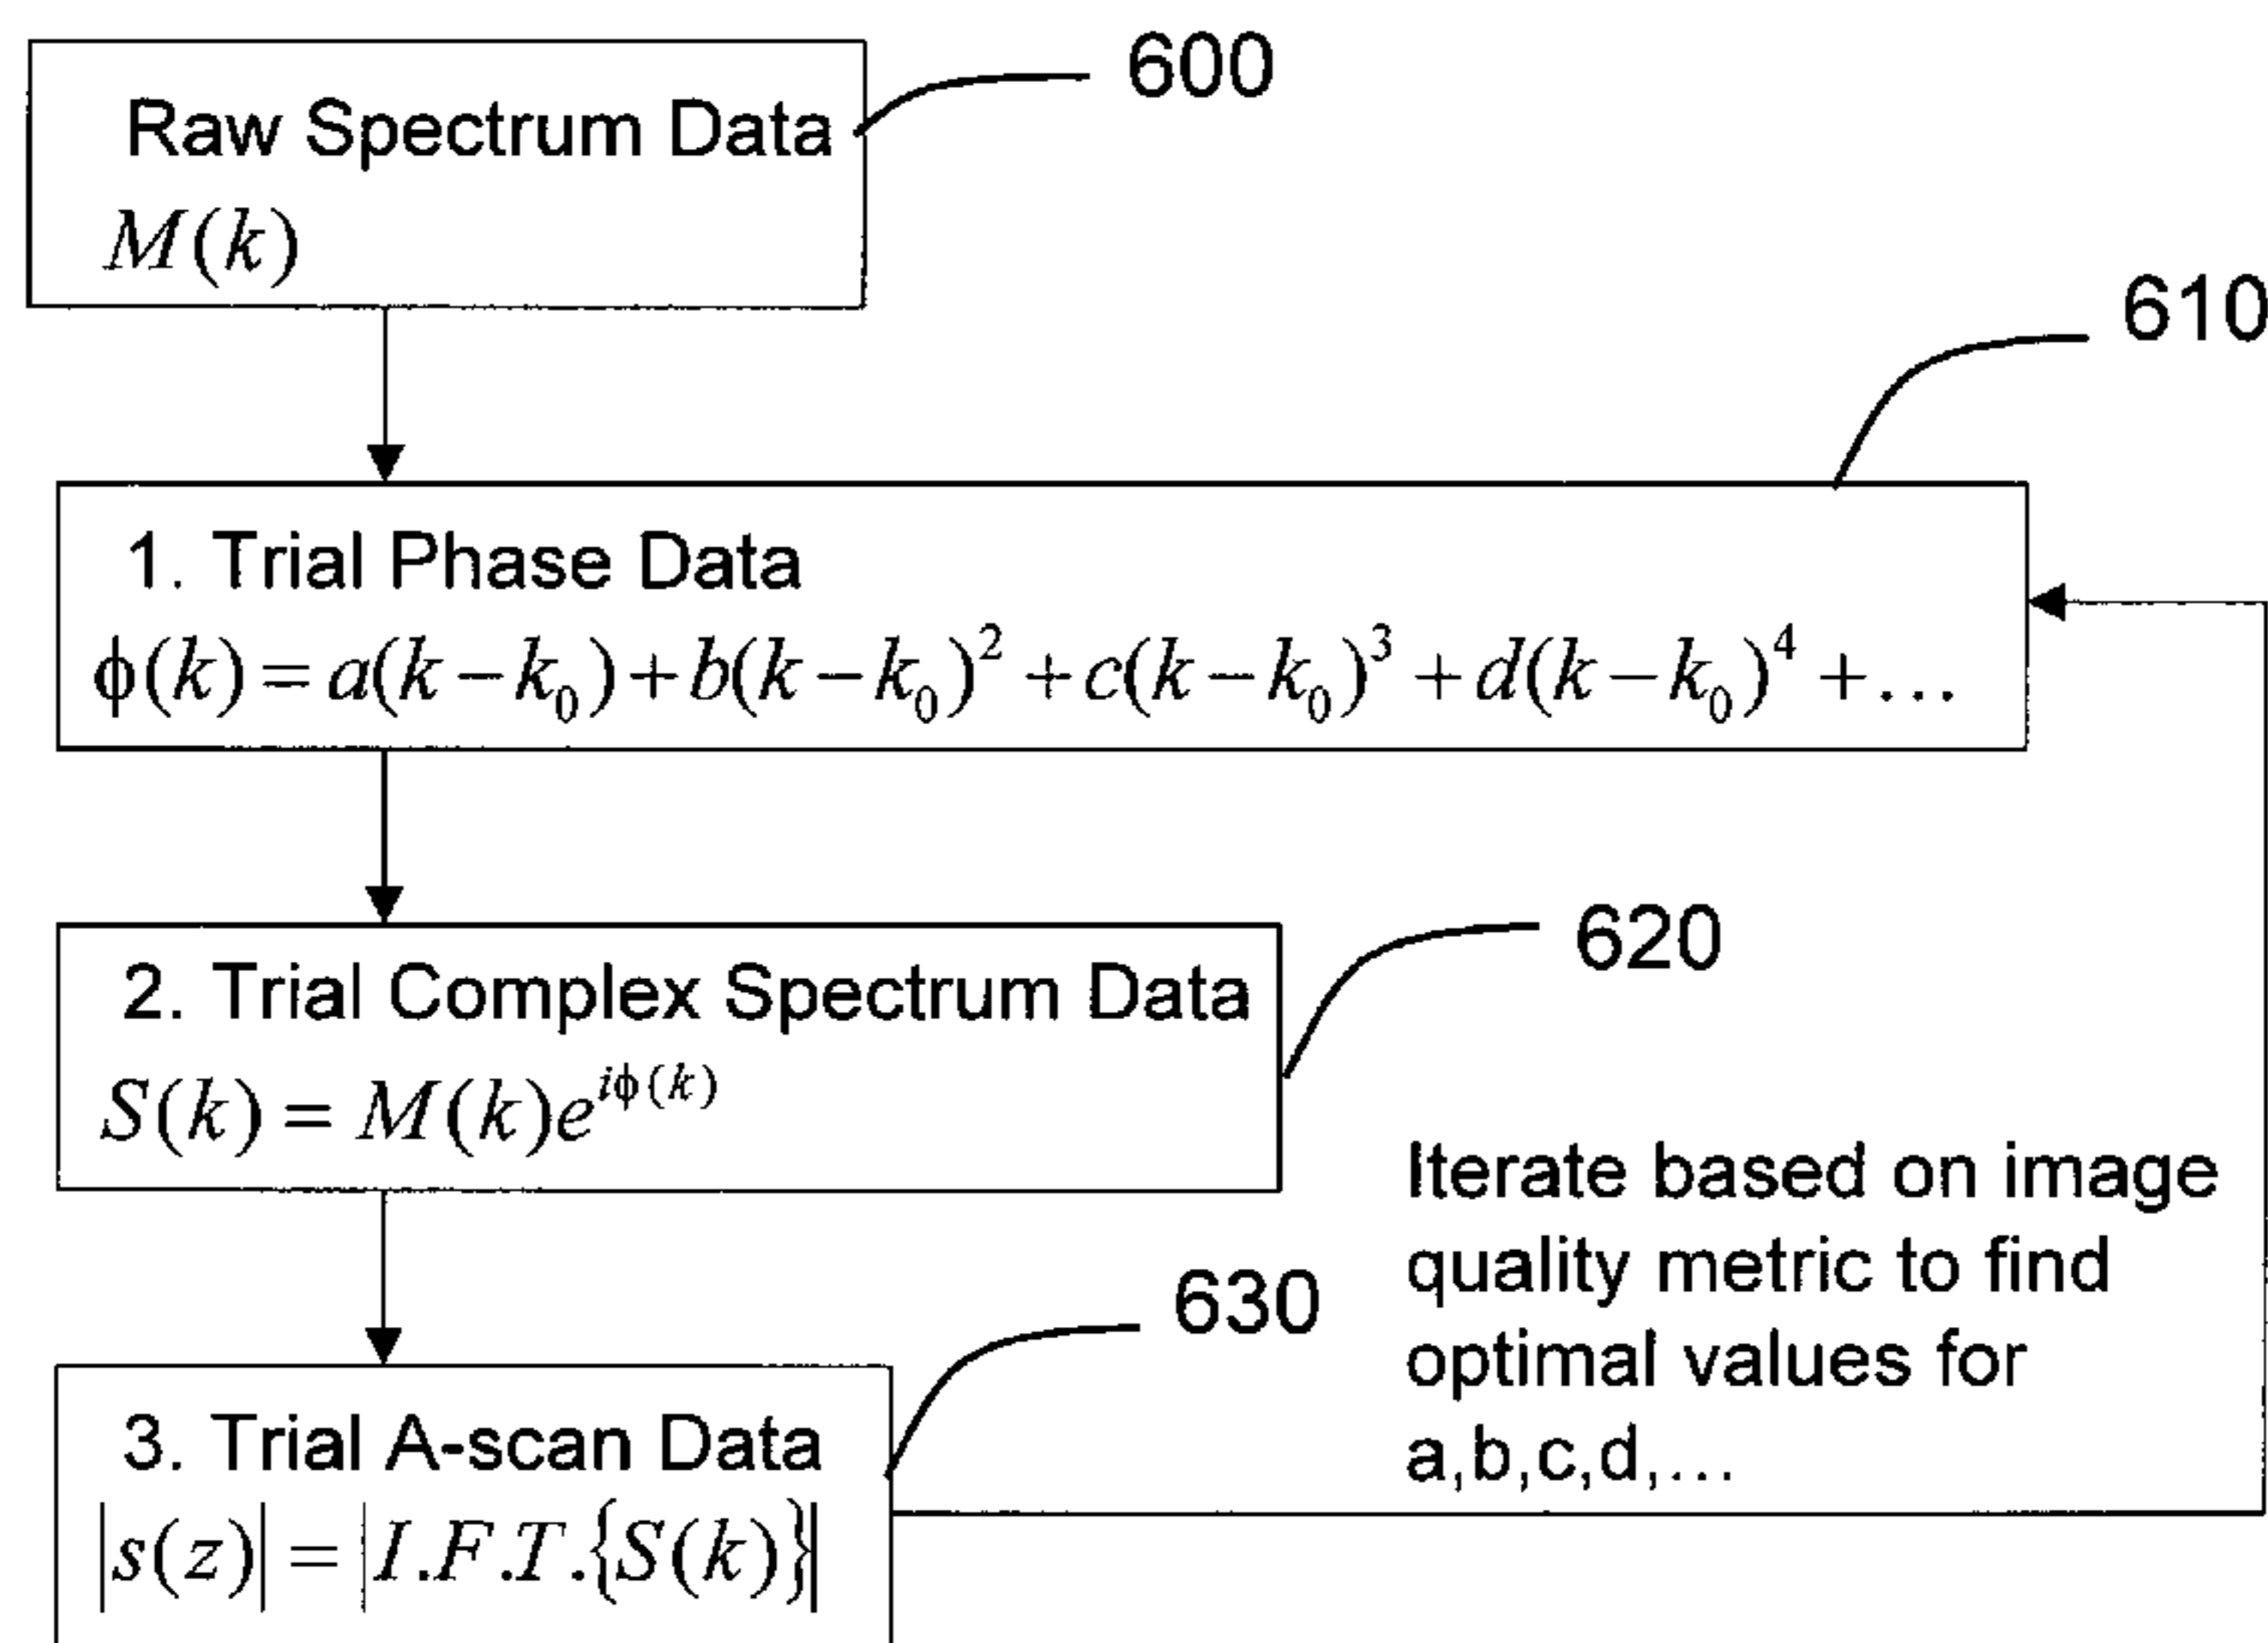 Raw Spectrum Data
600
M(k)
610
1. Trial Phase Data
ϕ(k) = a(k − k₀) + b(k − k₀)² + c(k − k₀)³ + d(k − k₀)⁴ + ...
2. Trial Complex Spectrum Data
620
S(k) = M(k)e^{iϕ(k)}
Iterate based on image
quality metric to find
optimal values for
a,b,c,d,...
630
3. Trial A-scan Data
|s(z)| = |I.F.T.{S(k)}|